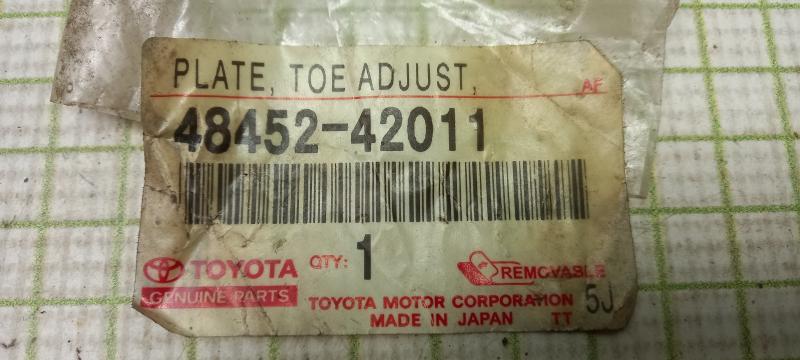 PLATE, TOE ADJUST,
AF
48452-42011
TOYOTA QTY: 1 REMOVABLE
GENUINE PARTS
TOYOTA MOTOR CORPORATION 5J
MADE IN JAPAN TT